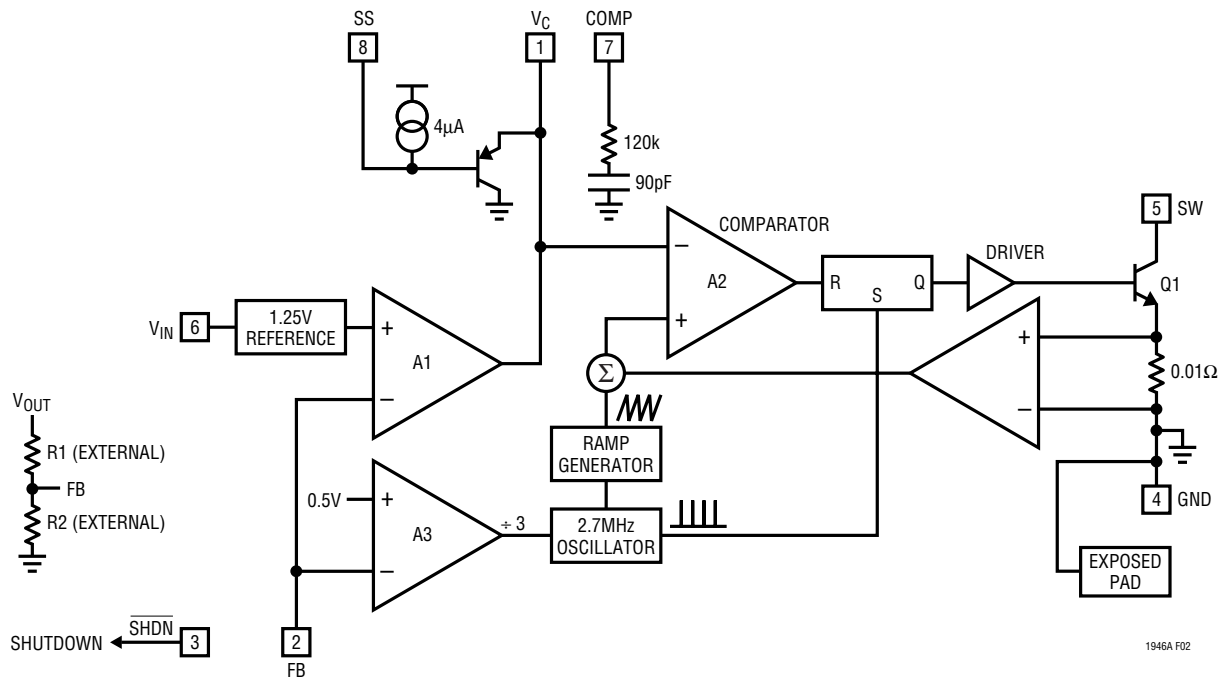 SS
8
VC
1
COMP
7
4µA
120k
90pF
COMPARATOR
−
A2
+
R
Q
S
DRIVER
5
SW
Q1
VIN
6
1.25V
REFERENCE
+
A1
−
Σ
+
−
0.01Ω
VOUT
R1 (EXTERNAL)
FB
R2 (EXTERNAL)
RAMP
GENERATOR
0.5V
+
A3
−
÷ 3
2.7MHz
OSCILLATOR
4
GND
EXPOSED
PAD
SHUTDOWN
SHDN
3
2
FB
1946A F02